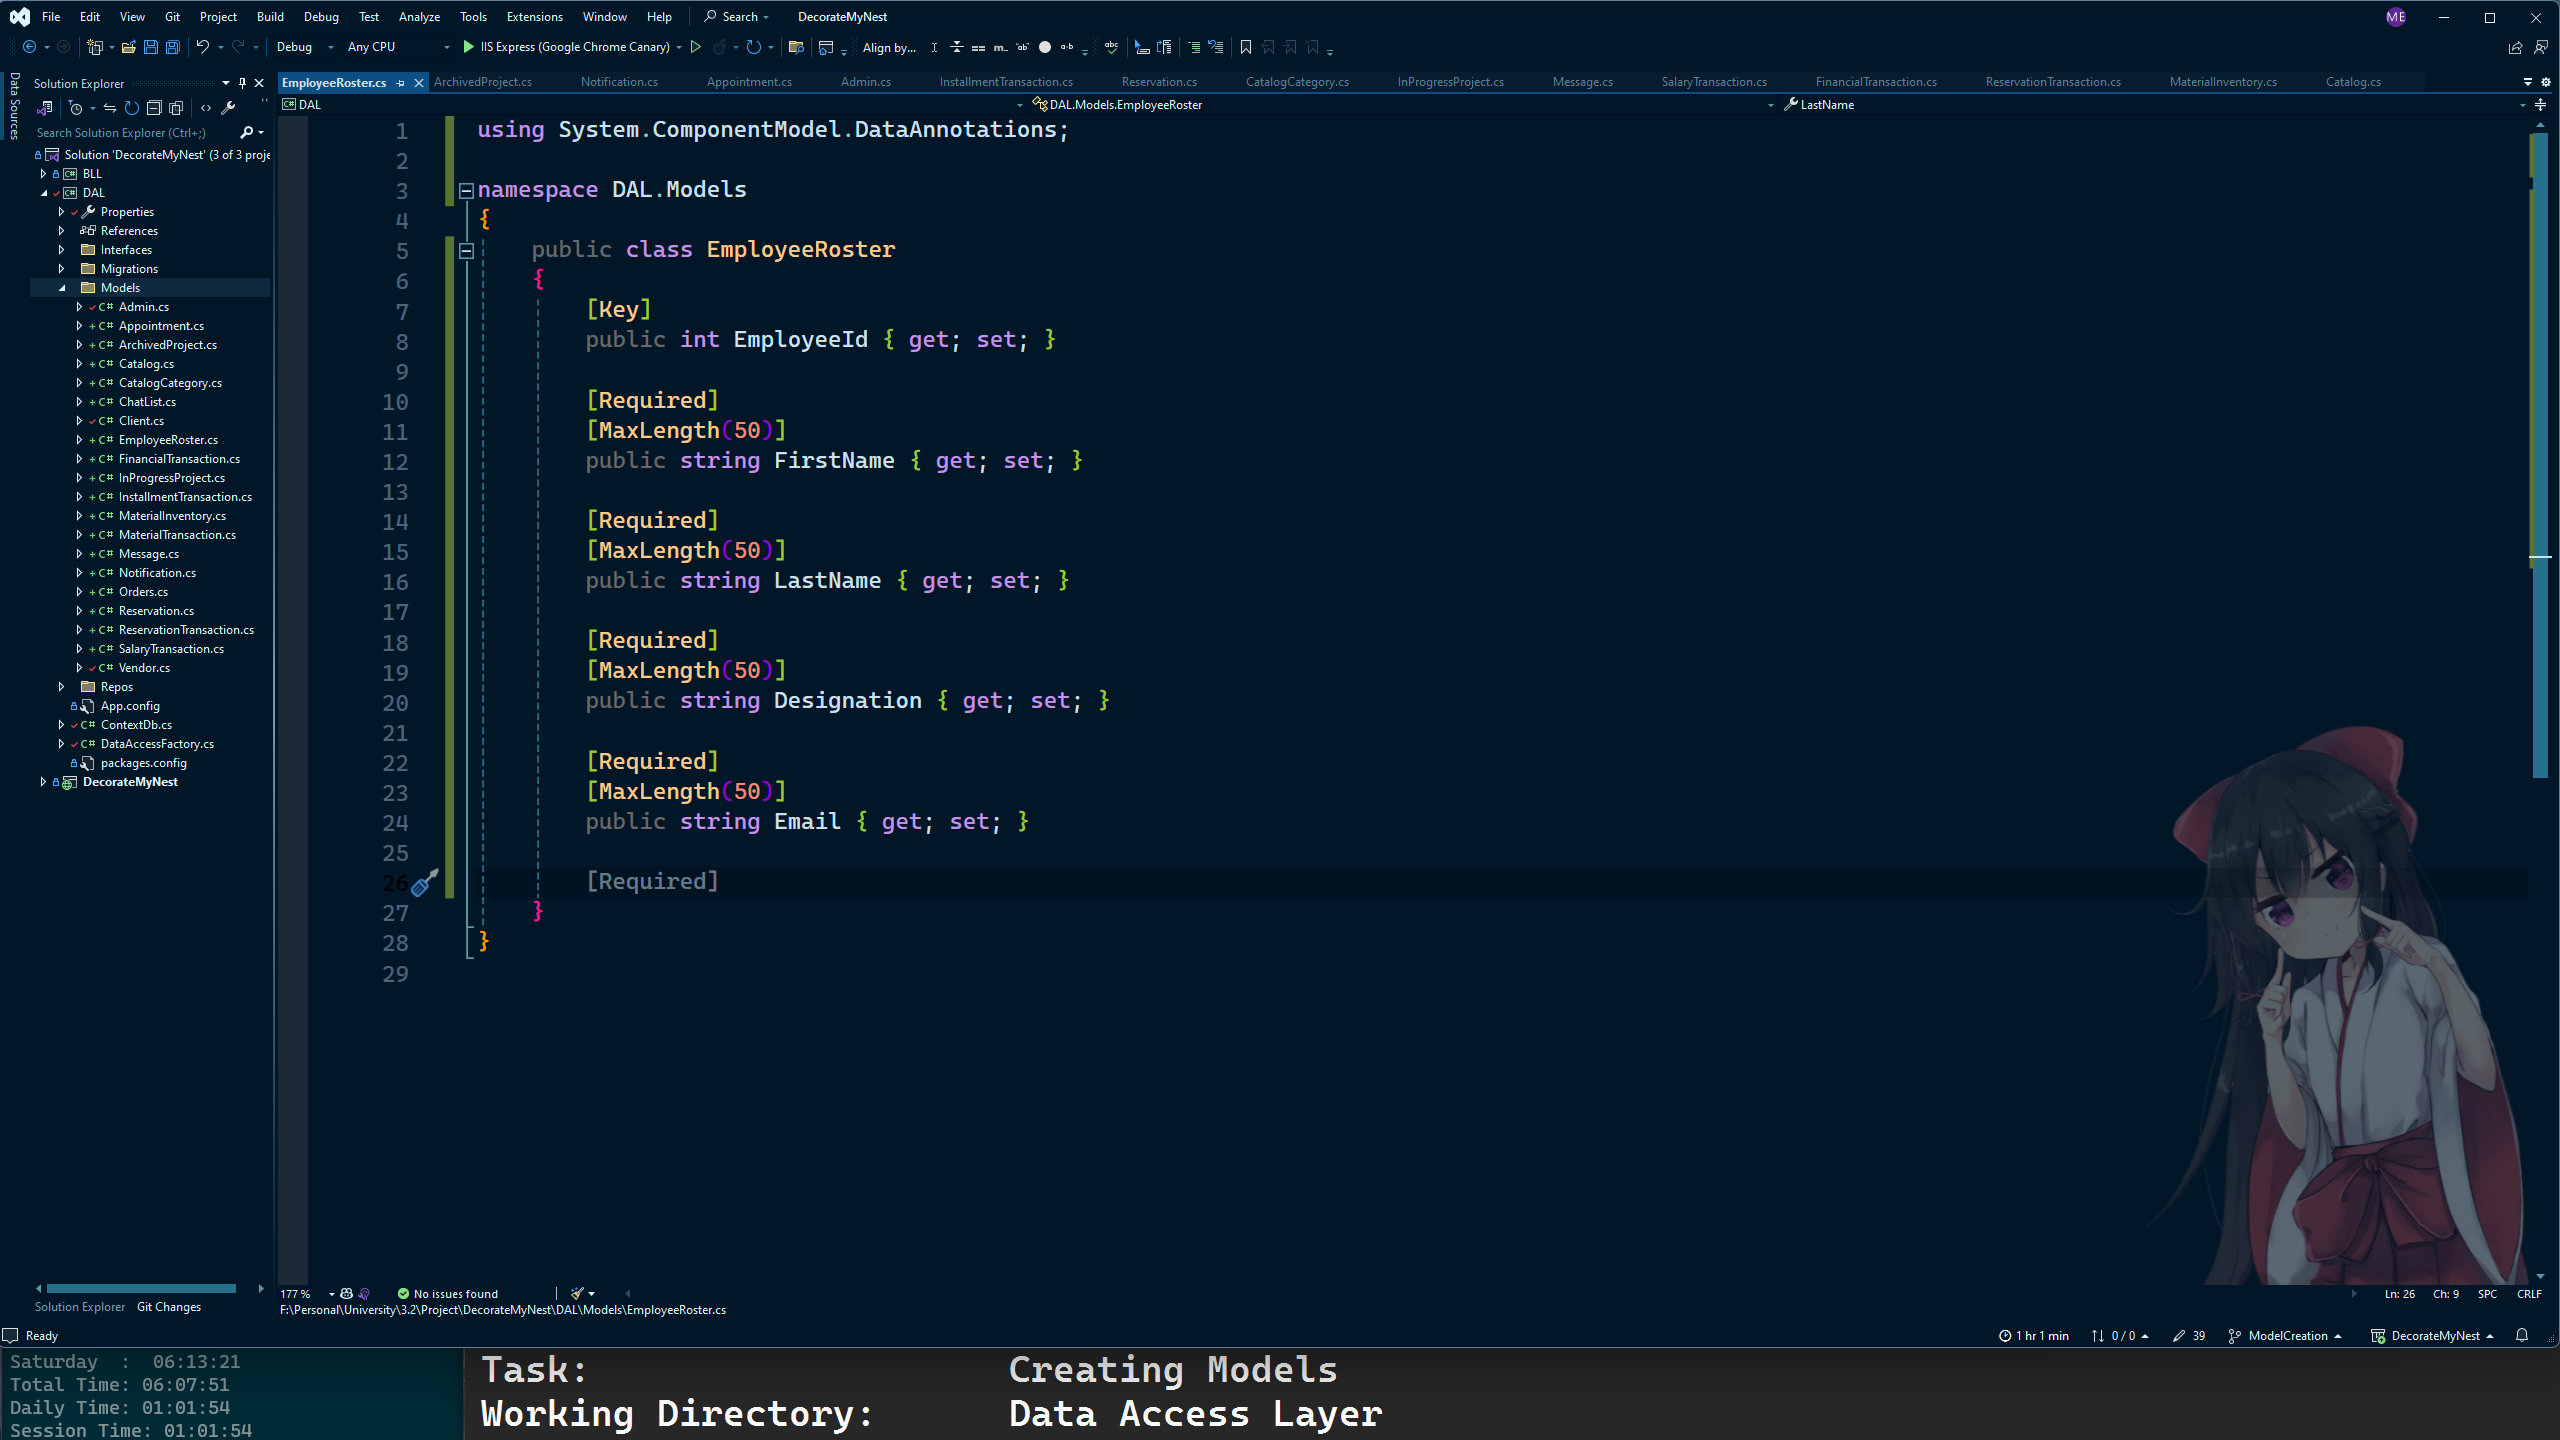 File Edit View Git Project Build Debug Test Analyze Tools Extensions Window Help Search DecorateMyNest ME
Debug Any CPU IIS Express (Google Chrome Canary) Align by...
Data Sources
Solution Explorer
Search Solution Explorer (Ctrl+;)
Solution 'DecorateMyNest' (3 of 3 proje
BLL
DAL
Properties
References
Interfaces
Migrations
Models
C# Admin.cs
C# Appointment.cs
C# ArchivedProject.cs
C# Catalog.cs
C# CatalogCategory.cs
C# ChatList.cs
C# Client.cs
C# EmployeeRoster.cs
C# FinancialTransaction.cs
C# InProgressProject.cs
C# InstallmentTransaction.cs
C# MaterialInventory.cs
C# MaterialTransaction.cs
C# Message.cs
C# Notification.cs
C# Orders.cs
C# Reservation.cs
C# ReservationTransaction.cs
C# SalaryTransaction.cs
C# Vendor.cs
Repos
App.config
C# ContextDb.cs
C# DataAccessFactory.cs
packages.config
DecorateMyNest
Solution Explorer Git Changes
EmployeeRoster.cs ArchivedProject.cs Notification.cs Appointment.cs Admin.cs InstallmentTransaction.cs Reservation.cs CatalogCategory.cs InProgressProject.cs Message.cs SalaryTransaction.cs FinancialTransaction.cs ReservationTransaction.cs MaterialInventory.cs Catalog.cs
DAL DAL.Models.EmployeeRoster LastName
1 using System.ComponentModel.DataAnnotations;
2
3 namespace DAL.Models
4 {
5 public class EmployeeRoster
6 {
7 [Key]
8 public int EmployeeId { get; set; }
9
10 [Required]
11 [MaxLength(50)]
12 public string FirstName { get; set; }
13
14 [Required]
15 [MaxLength(50)]
16 public string LastName { get; set; }
17
18 [Required]
19 [MaxLength(50)]
20 public string Designation { get; set; }
21
22 [Required]
23 [MaxLength(50)]
24 public string Email { get; set; }
25
26 [Required]
27 }
28 }
29
177 % No issues found Ln: 26 Ch: 9 SPC CRLF
F:\Personal\University\3.2\Project\DecorateMyNest\DAL\Models\EmployeeRoster.cs
Ready 1 hr 1 min 0 / 0 39 ModelCreation DecorateMyNest
Saturday : 06:13:21
Total Time: 06:07:51
Daily Time: 01:01:54
Session Time: 01:01:54
Task: Creating Models
Working Directory: Data Access Layer